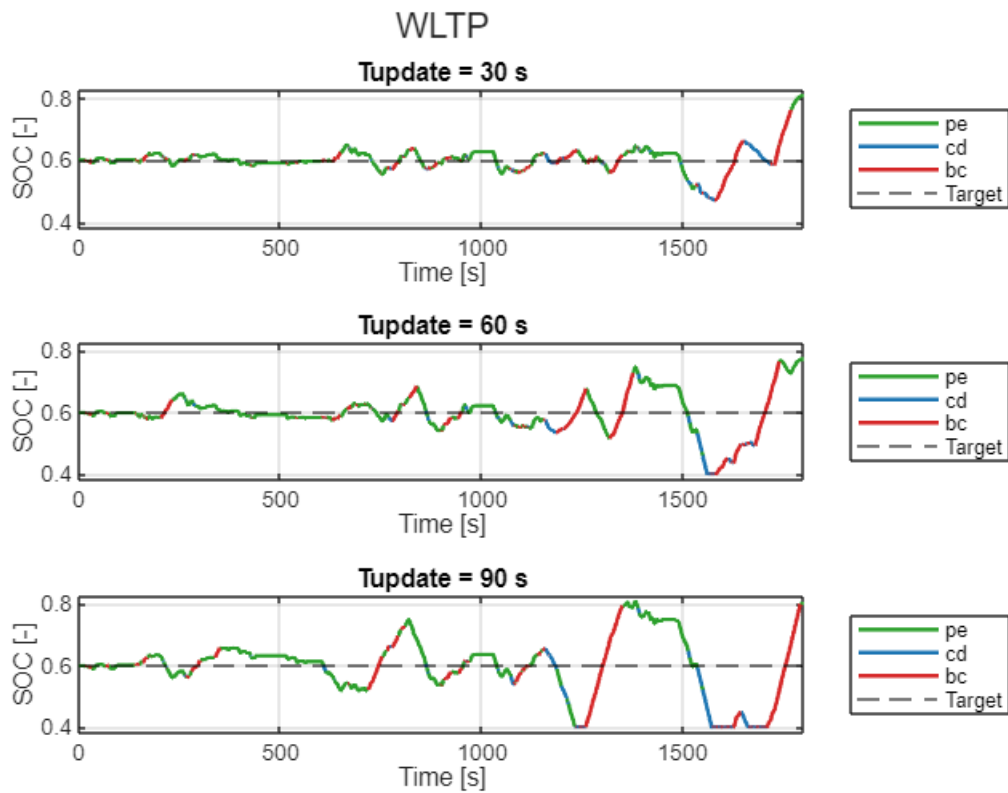 WLTP
Tupdate = 30 s
SOC [-]
0.8
0.6
0.4
0
500
1000
1500
Time [s]
pe
cd
bc
Target
Tupdate = 60 s
SOC [-]
0.8
0.6
0.4
0
500
1000
1500
Time [s]
pe
cd
bc
Target
Tupdate = 90 s
SOC [-]
0.8
0.6
0.4
0
500
1000
1500
Time [s]
pe
cd
bc
Target